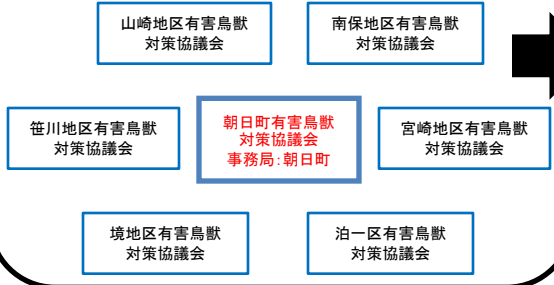 山崎地区有害鳥獣
対策協議会
南保地区有害鳥獣
対策協議会
笹川地区有害鳥獣
対策協議会
朝日町有害鳥獣
対策協議会
事務局:朝日町
宮崎地区有害鳥獣
対策協議会
境地区有害鳥獣
対策協議会
泊一区有害鳥獣
対策協議会